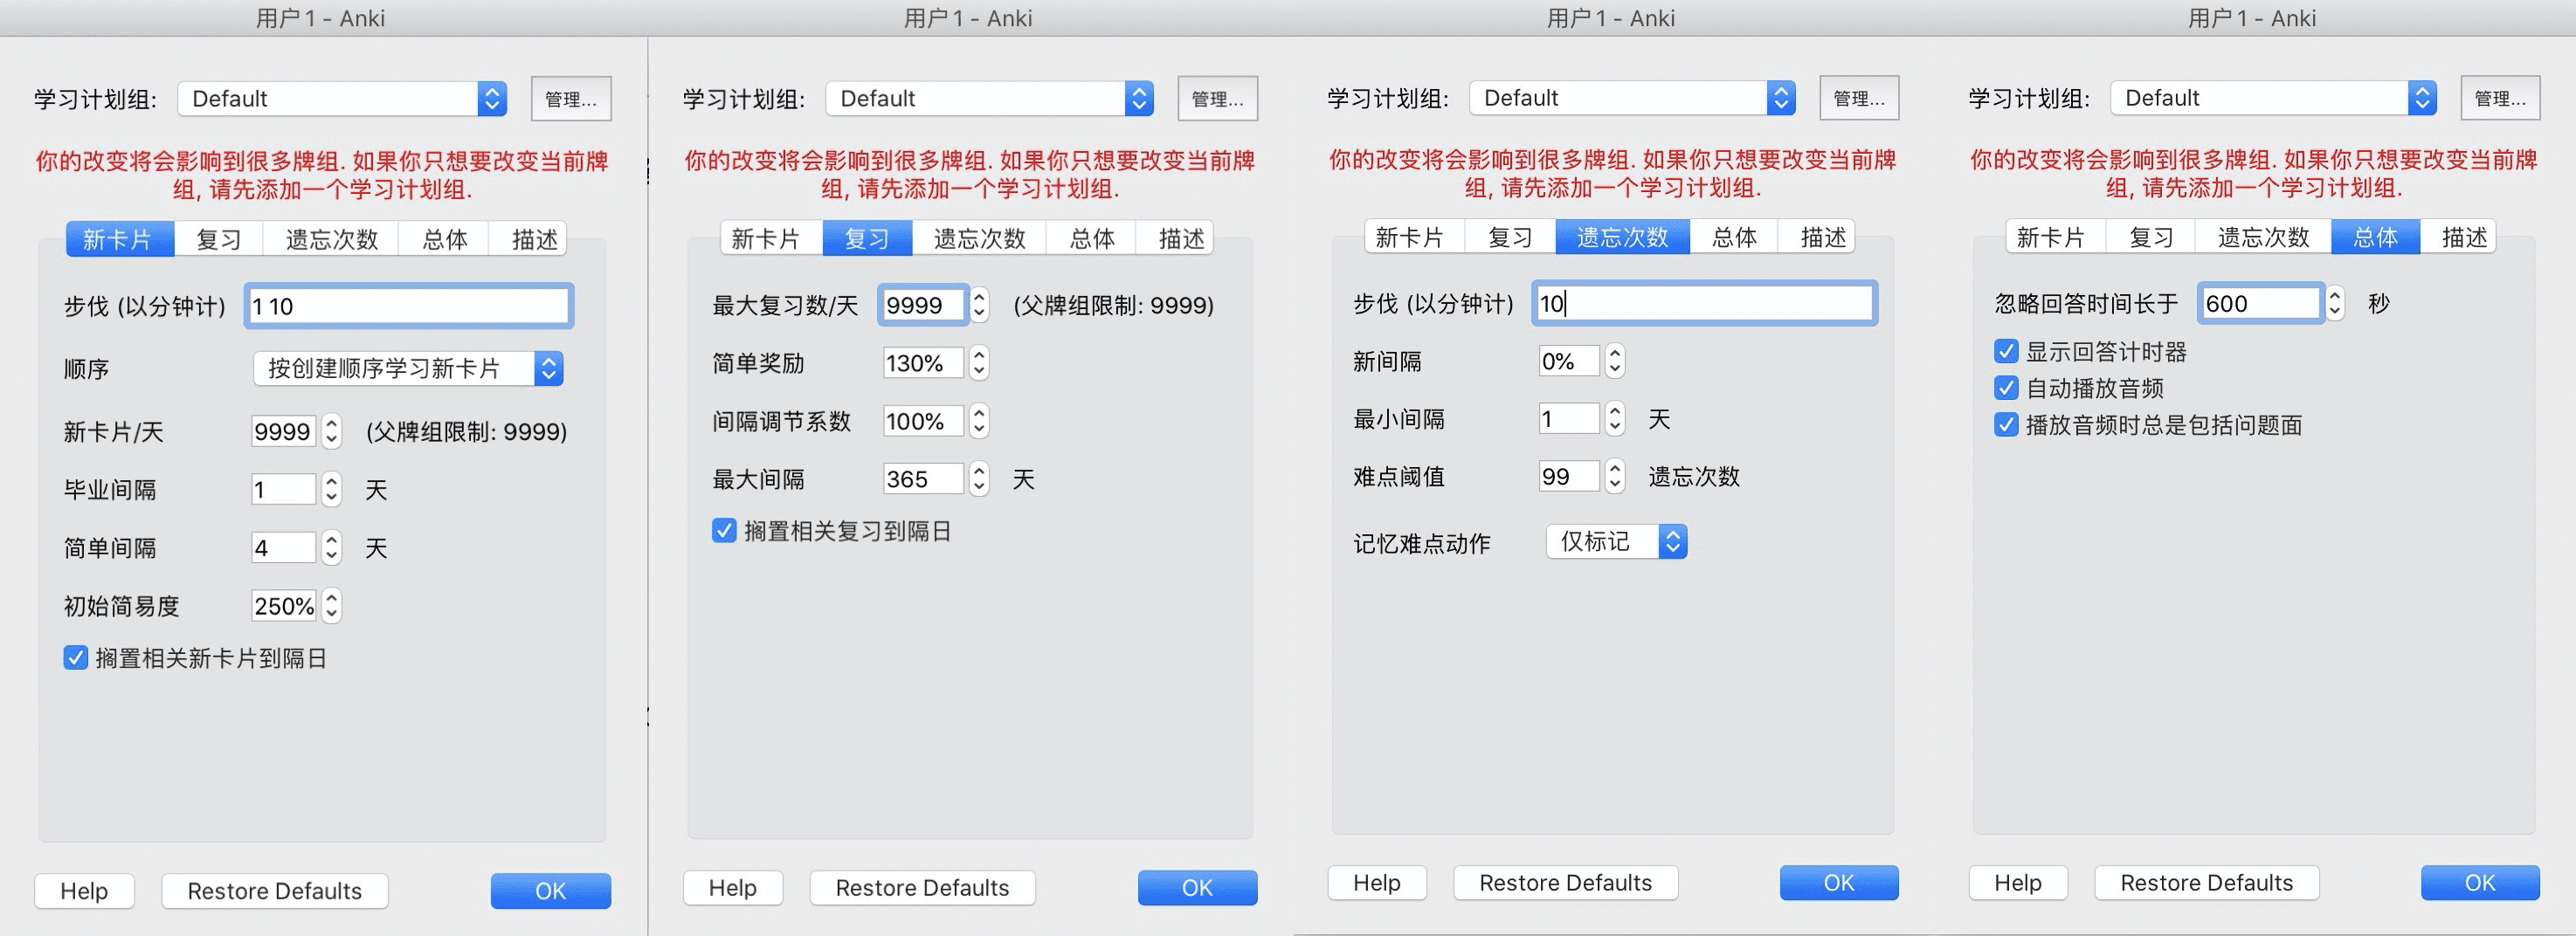 用户1 - Anki
学习计划组: Default 管理...
你的改变将会影响到很多牌组. 如果你只想要改变当前牌
组, 请先添加一个学习计划组.
新卡片 复习 遗忘次数 总体 描述
步伐 (以分钟计) 1 10
顺序 按创建顺序学习新卡片
新卡片/天 9999 (父牌组限制: 9999)
毕业间隔 1 天
简单间隔 4 天
初始简易度 250%
搁置相关新卡片到隔日
Help Restore Defaults OK
用户1 - Anki
学习计划组: Default 管理...
你的改变将会影响到很多牌组. 如果你只想要改变当前牌
组, 请先添加一个学习计划组.
新卡片 复习 遗忘次数 总体 描述
最大复习数/天 9999 (父牌组限制: 9999)
简单奖励 130%
间隔调节系数 100%
最大间隔 365 天
搁置相关复习到隔日
Help Restore Defaults OK
用户1 - Anki
学习计划组: Default 管理...
你的改变将会影响到很多牌组. 如果你只想要改变当前牌
组, 请先添加一个学习计划组.
新卡片 复习 遗忘次数 总体 描述
步伐 (以分钟计) 10
新间隔 0%
最小间隔 1 天
难点阈值 99 遗忘次数
记忆难点动作 仅标记
Help Restore Defaults OK
用户1 - Anki
学习计划组: Default 管理...
你的改变将会影响到很多牌组. 如果你只想要改变当前牌
组, 请先添加一个学习计划组.
新卡片 复习 遗忘次数 总体 描述
忽略回答时间长于 600 秒
显示回答计时器
自动播放音频
播放音频时总是包括问题面
Help Restore Defaults OK